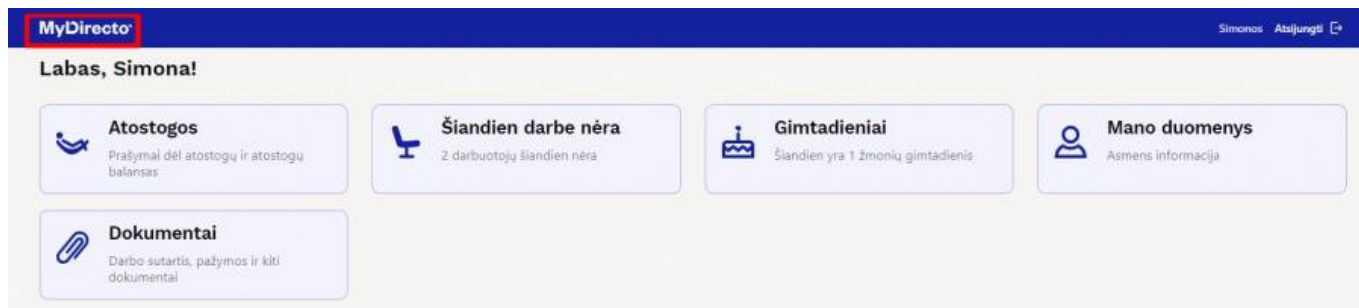 MyDirecto
Simonos Atsijungti
Labas, Simona!
Atostogos
Prašymai dėl atostogų ir atostogų
balansas
Šiandien darbe nėra
2 darbuotojų šiandien nėra
Gimtadieniai
Šiandien yra 1 žmonių gimtadienis
Mano duomenys
Asmens informacija
Dokumentai
Darbo sutartis, pažymos ir kiti
dokumentai